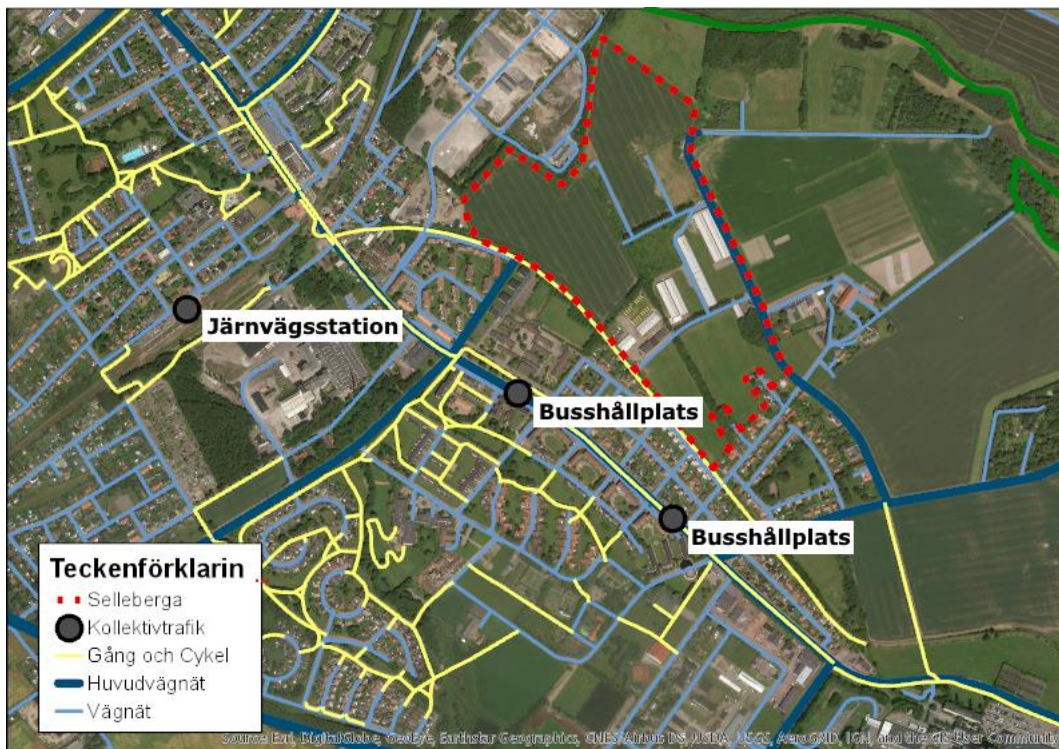 Järnvägsstation
Busshållplats
Busshållplats
Teckenförklarin
Selleberga
Kollektivtrafik
Gång och Cykel
Huvudvägnät
Vägnät
Source: Esri, DigitalGlobe, GeoEye, Earthstar Geographics, CNES/Airbus DS, USDA, USGS, AeroGRID, IGN, and the GIS User Communit